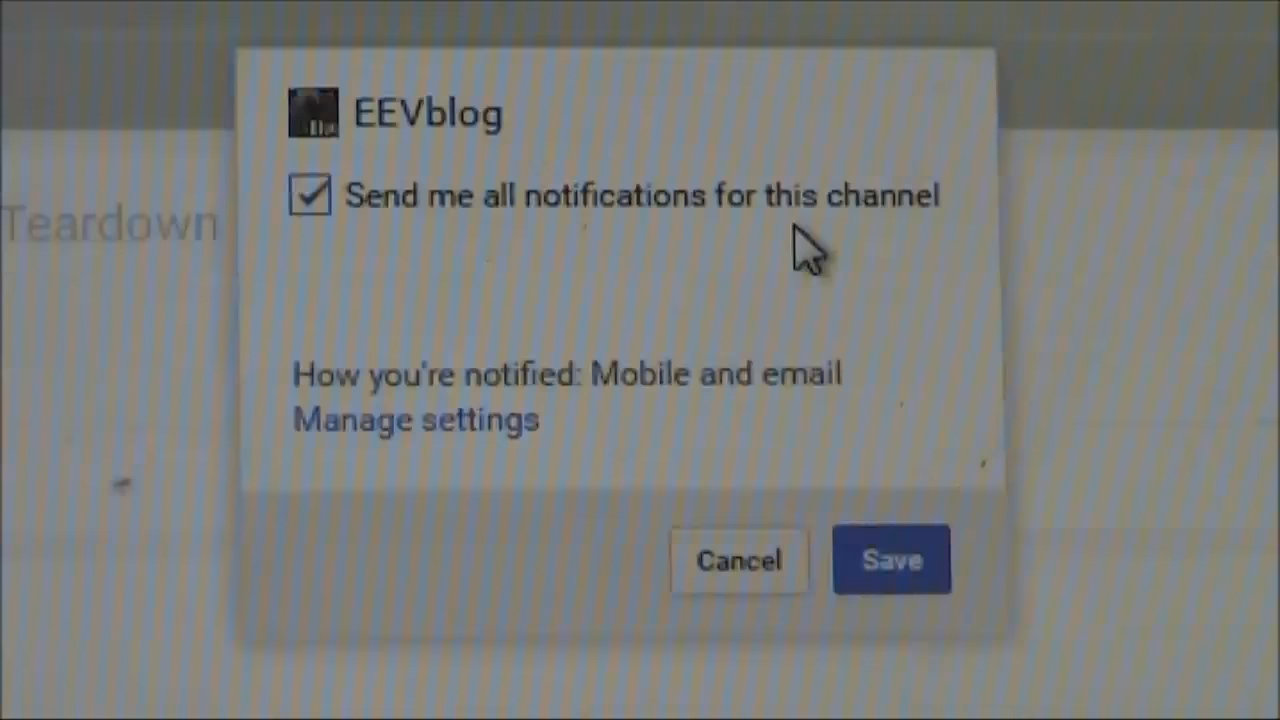 EEVblog
Send me all notifications for this channel
Teardown
How you're notified: Mobile and email
Manage settings
Cancel
Save